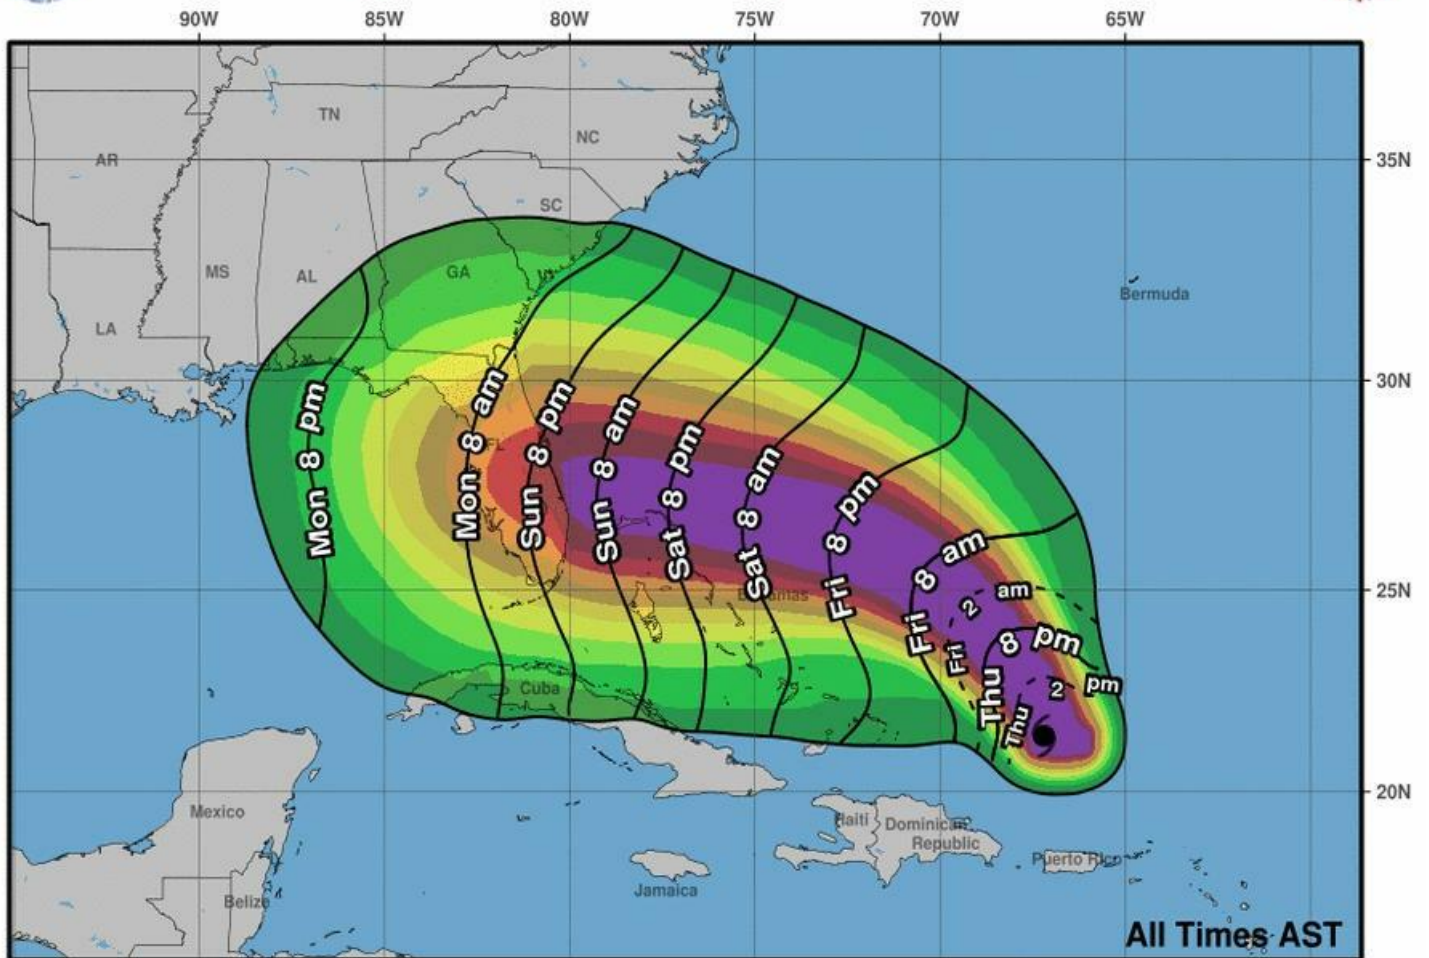 90W 85W 80W 75W 70W 65W
TN
NC
AR
35N
SC
MS AL GA
Bermuda
LA
30N
FL
Mon 8 pm
Mon 8 am
Sun 8 pm
Sun 8 am
Sat 8 pm
Sat 8 am
Fri 8 pm
Fri 8 am
Fri 2 am
Thu 8 pm
Thu 2 pm
25N
Bahamas
Cuba
20N
Mexico
Haiti Dominican
Republic
Puerto Rico
Jamaica
Belize
All Times AST